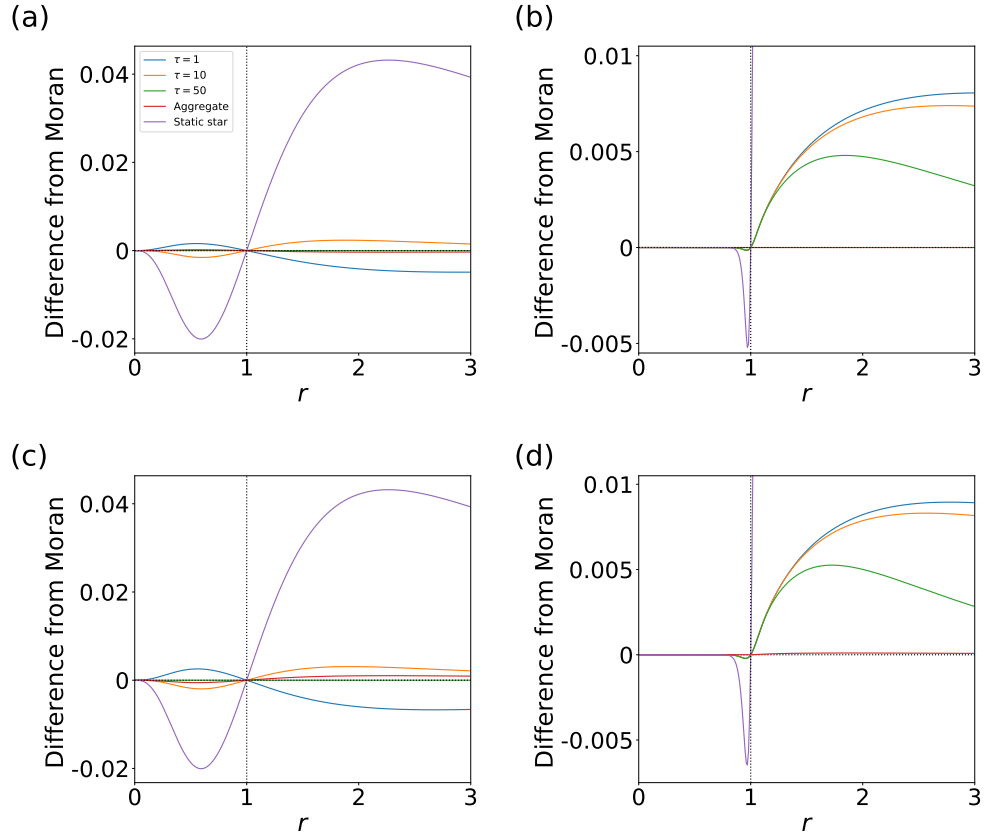 (a)
Difference from Moran
0.04
0.02
0
-0.02
τ = 1
τ = 10
τ = 50
Aggregate
Static star
0 1 2 3
r
(b)
Difference from Moran
0.01
0.005
0
-0.005
0 1 2 3
r
(c)
Difference from Moran
0.04
0.02
0
-0.02
0 1 2 3
r
(d)
Difference from Moran
0.01
0.005
0
-0.005
0 1 2 3
r